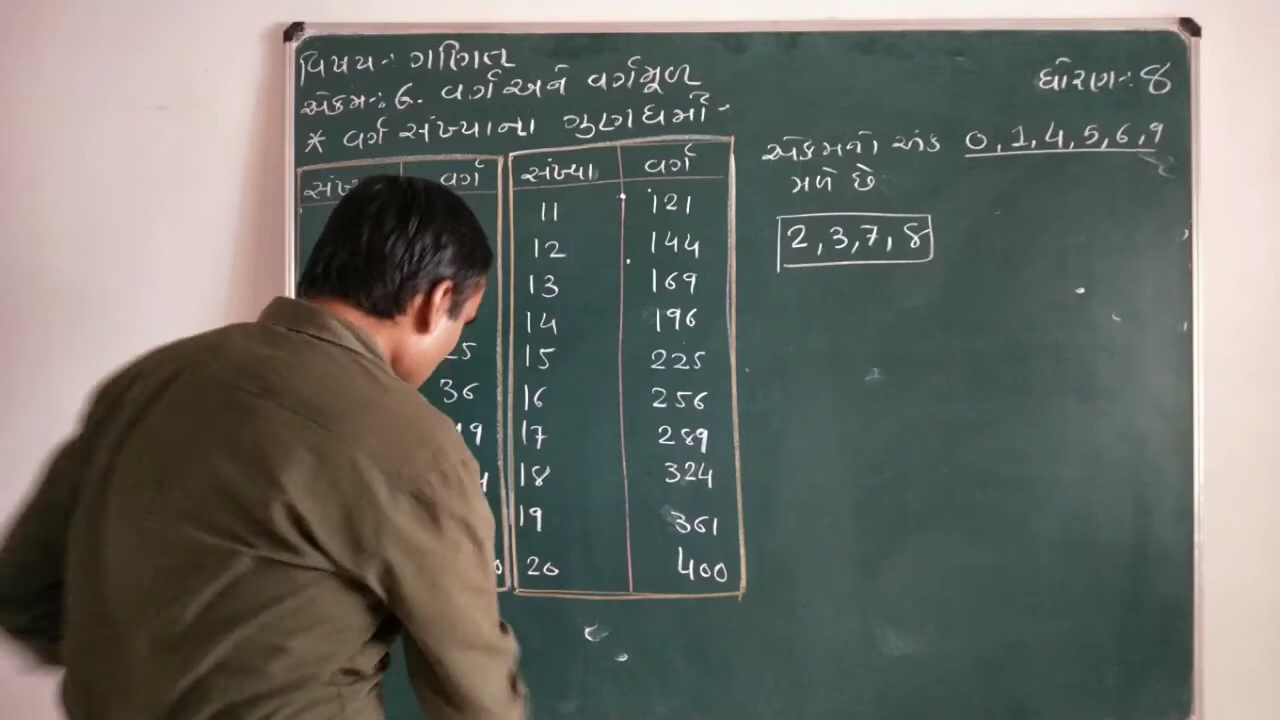 વિષય:- ગણિત
એકમ:- 6. વર્ગ અને વર્ગમૂળ
ધોરણ:- 8
* વર્ગ સંખ્યાના ગુણધર્મો -
વર્ગ
25
36
સંખ્યા વર્ગ
11 121
12 144
13 169
14 196
15 225
16 256
17 289
18 324
19 361
20 400
એકમનો અંક 0, 1, 4, 5, 6, 9
મળે છે
2, 3, 7, 8